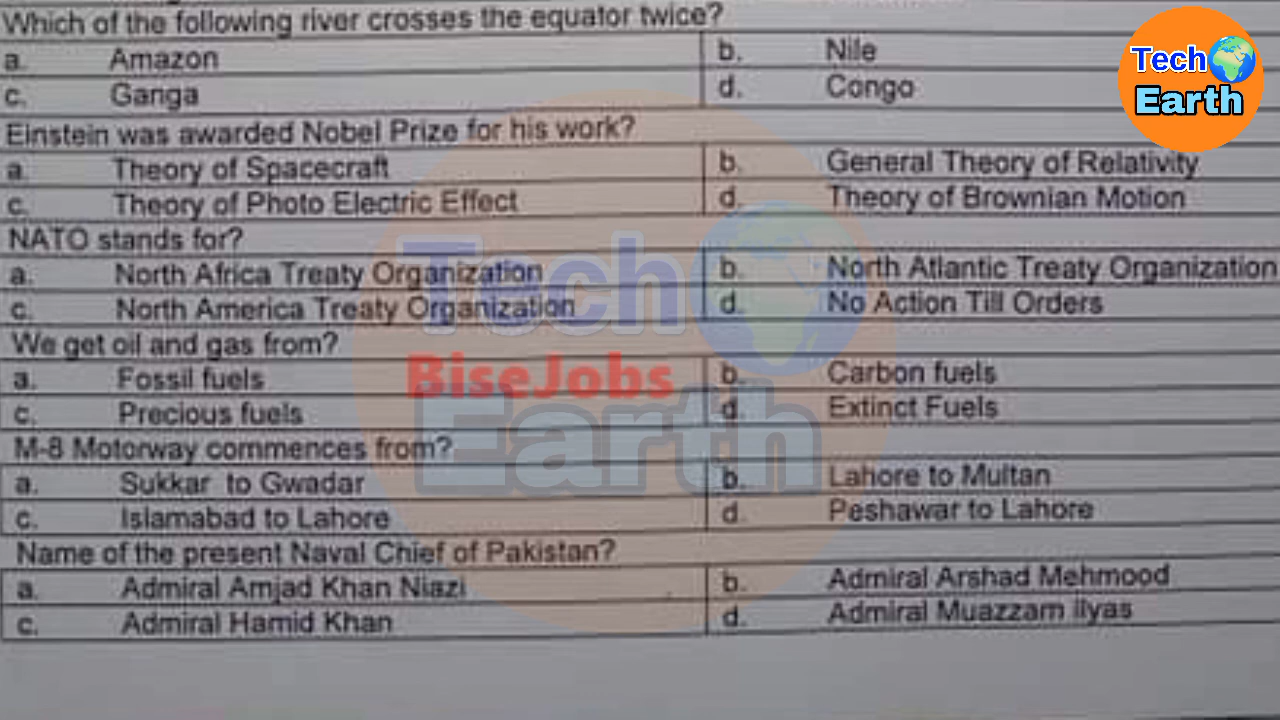 Which of the following river crosses the equator twice?
a. Amazon b. Nile
c. Ganga d. Congo
Einstein was awarded Nobel Prize for his work?
a. Theory of Spacecraft b. General Theory of Relativity
c. Theory of Photo Electric Effect d. Theory of Brownian Motion
NATO stands for?
a. North Africa Treaty Organization b. North Atlantic Treaty Organization
c. North America Treaty Organization d. No Action Till Orders
We get oil and gas from?
a. Fossil fuels b. Carbon fuels
c. Precious fuels d. Extinct Fuels
M-8 Motorway commences from?
a. Sukkar to Gwadar b. Lahore to Multan
c. Islamabad to Lahore d. Peshawar to Lahore
Name of the present Naval Chief of Pakistan?
a. Admiral Amjad Khan Niazi b. Admiral Arshad Mehmood
c. Admiral Hamid Khan d. Admiral Muazzam ilyas
Tech
Earth
Tech
BiseJobs
Earth